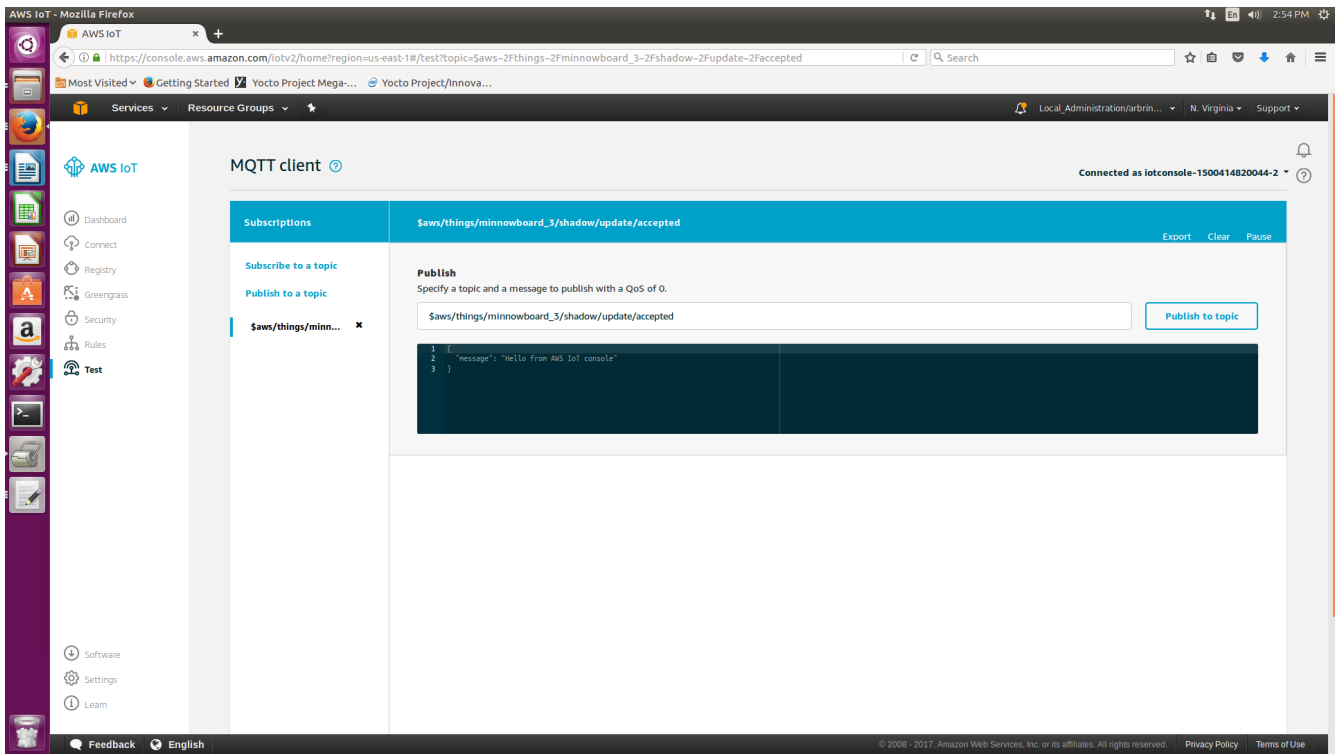 AWS IoT - Mozilla Firefox
En 2:54 PM
AWS IoT × +
https://console.aws.amazon.com/iotv2/home?region=us-east-1#/test?topic=$aws~2Fthings~2Fminnowboard_3~2Fshadow~2Fupdate~2Faccepted
Search
Most Visited Getting Started Yocto Project Mega-... Yocto Project/Innova...
Services Resource Groups Local_Administration/arbrin... N. Virginia Support
AWS IoT
MQTT client ?
Connected as iotconsole-1500414820044-2
?
Dashboard
Connect
Registry
Greengrass
Security
Rules
Test
Subscriptions
Subscribe to a topic
Publish to a topic
$aws/things/minn... ✖
$aws/things/minnowboard_3/shadow/update/accepted
Export Clear Pause
Publish
Specify a topic and a message to publish with a QoS of 0.
$aws/things/minnowboard_3/shadow/update/accepted
Publish to topic
1 {
2 "message": "Hello from AWS IoT console"
3 }
Software
Settings
Learn
Feedback English
© 2008 - 2017, Amazon Web Services, Inc. or its affiliates. All rights reserved. Privacy Policy Terms of Use